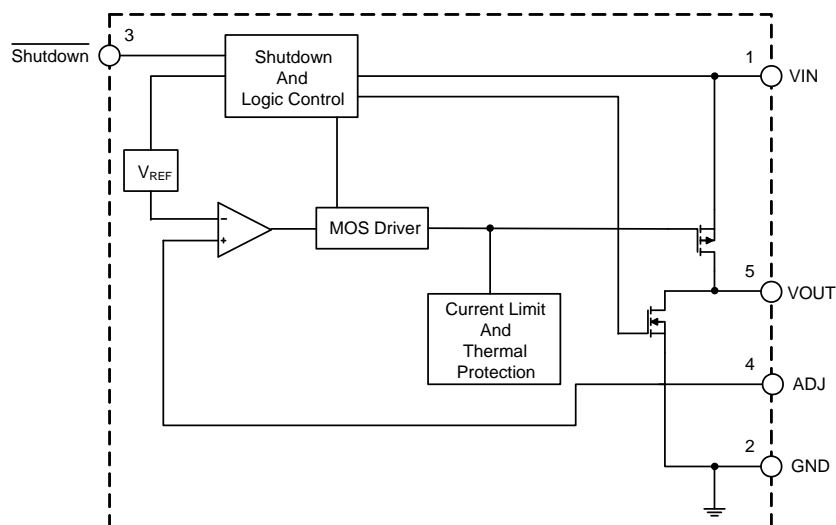 3
Shutdown
Shutdown
And
Logic Control
1
VIN
VREF
−
+
MOS Driver
5
VOUT
Current Limit
And
Thermal
Protection
4
ADJ
2
GND